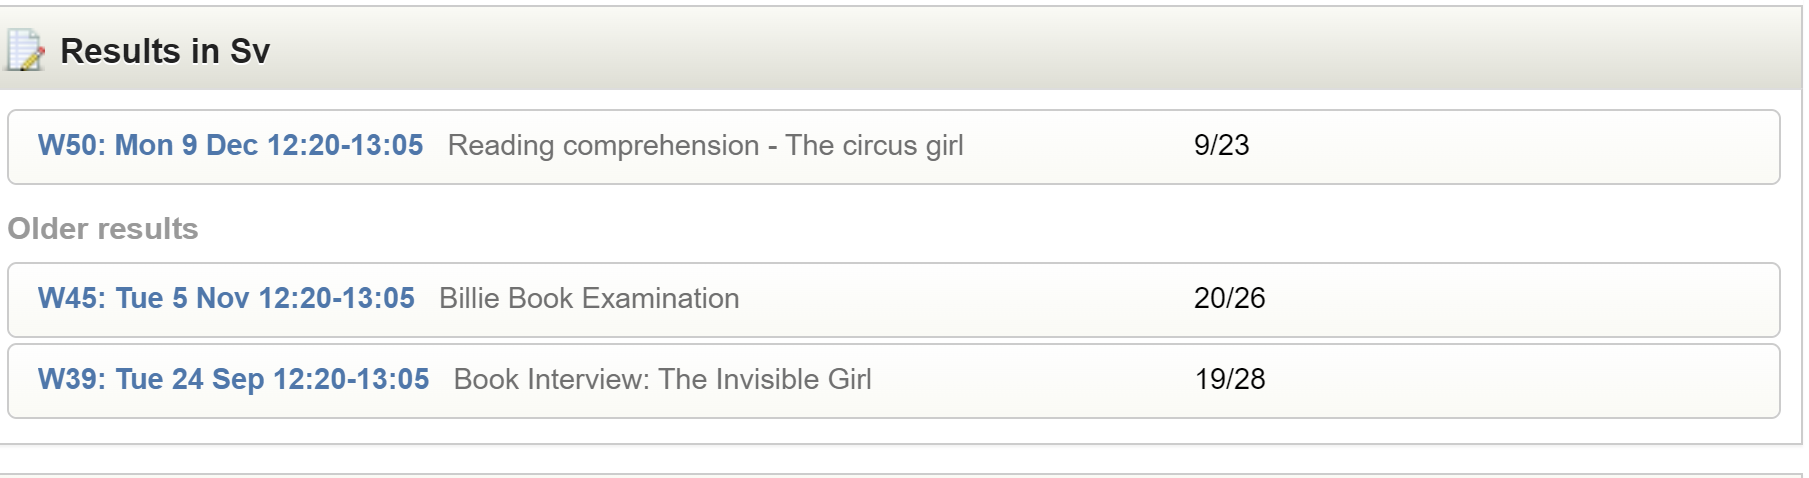 Results in Sv
W50: Mon 9 Dec 12:20-13:05 Reading comprehension - The circus girl 9/23
Older results
W45: Tue 5 Nov 12:20-13:05 Billie Book Examination 20/26
W39: Tue 24 Sep 12:20-13:05 Book Interview: The Invisible Girl 19/28